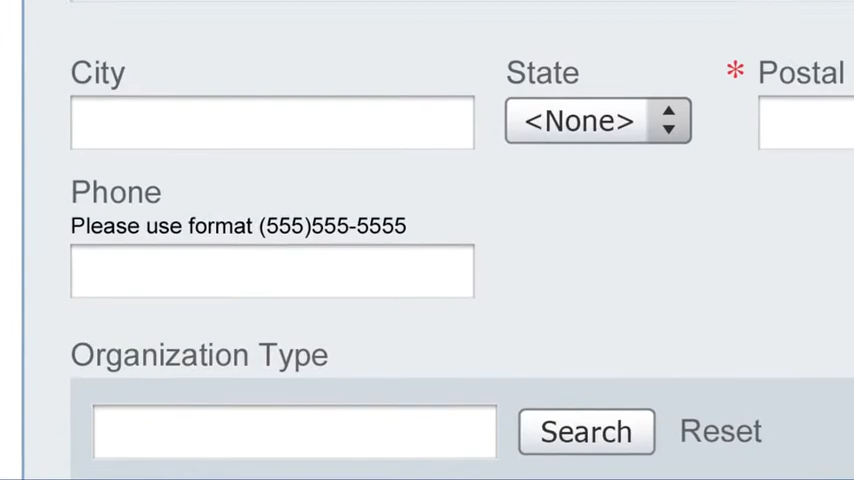 City State * Postal
<None>
Phone
Please use format (555)555-5555
Organization Type
Search Reset